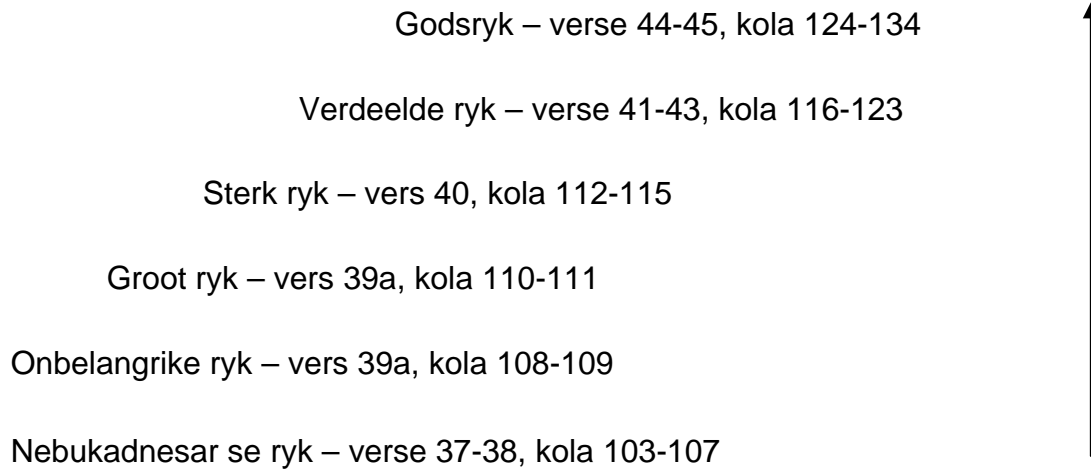 Godsryk – verse 44-45, kola 124-134
Verdeelde ryk – verse 41-43, kola 116-123
Sterk ryk – vers 40, kola 112-115
Groot ryk – vers 39a, kola 110-111
Onbelangrike ryk – vers 39a, kola 108-109
Nebukadnesar se ryk – verse 37-38, kola 103-107